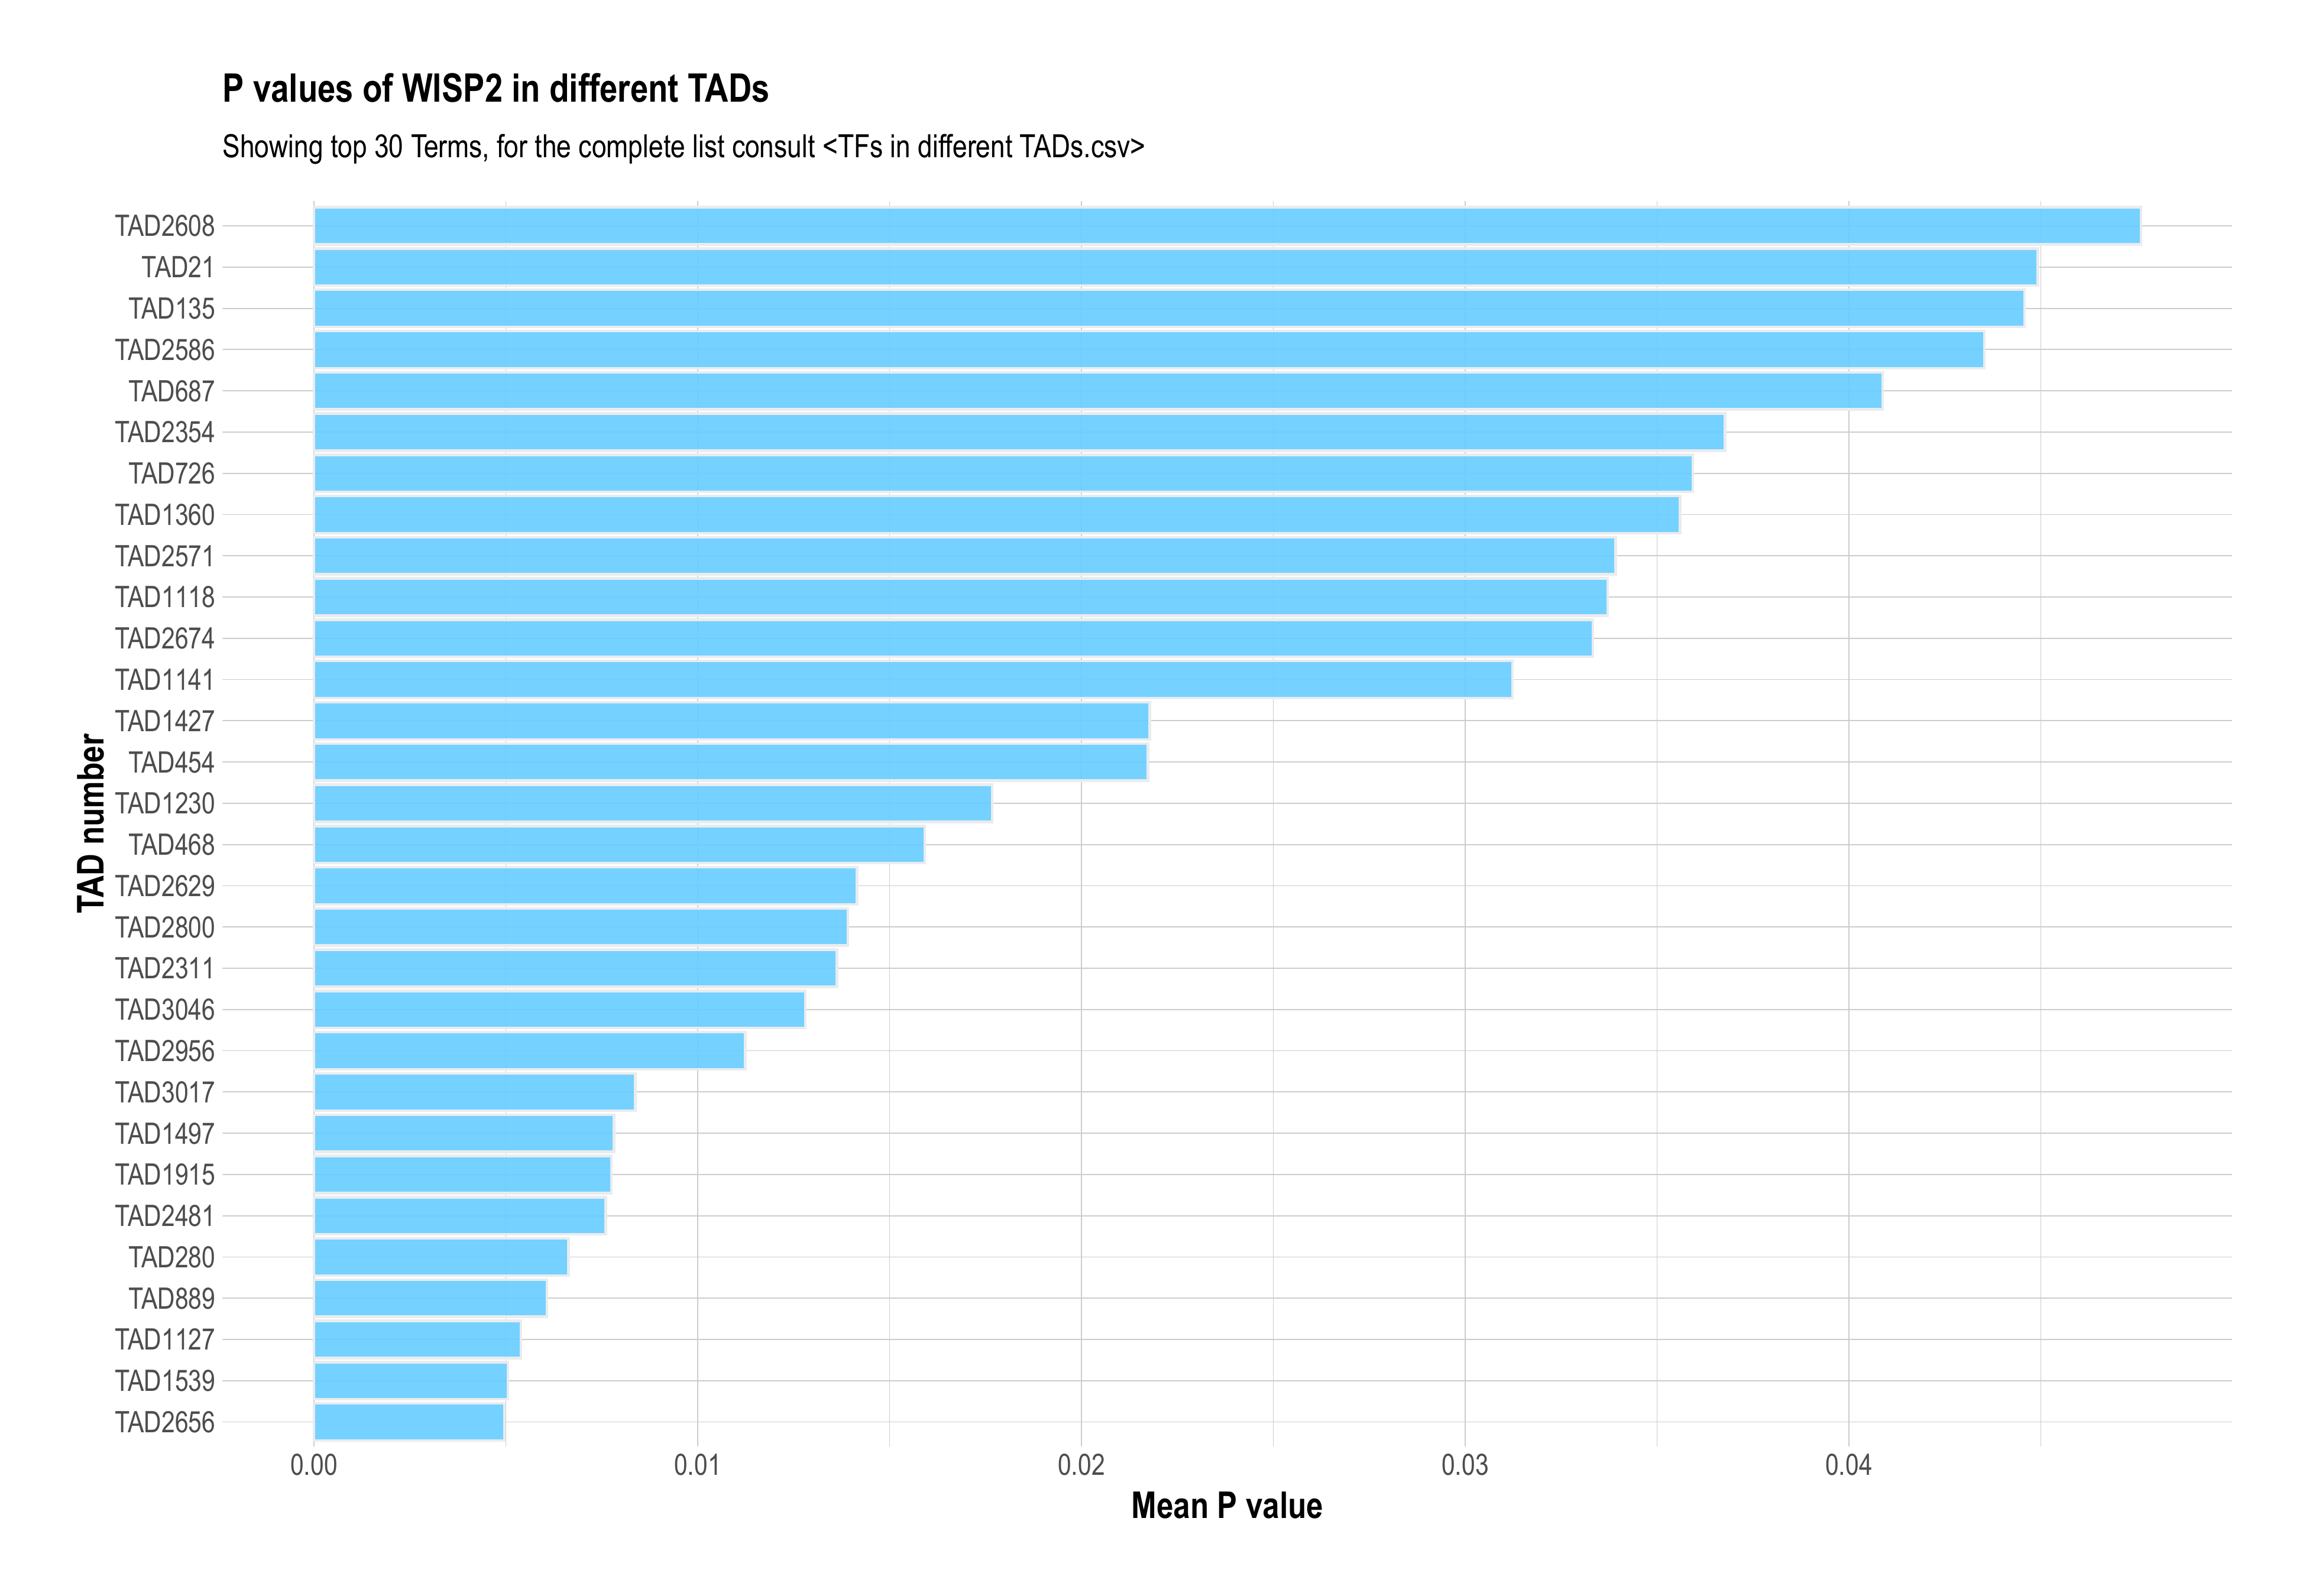 P values of WISP2 in different TADs
Showing top 30 Terms, for the complete list consult <TFs in different TADs.csv>
TAD number
TAD2608
TAD21
TAD135
TAD2586
TAD687
TAD2354
TAD726
TAD1360
TAD2571
TAD1118
TAD2674
TAD1141
TAD1427
TAD454
TAD1230
TAD468
TAD2629
TAD2800
TAD2311
TAD3046
TAD2956
TAD3017
TAD1497
TAD1915
TAD2481
TAD280
TAD889
TAD1127
TAD1539
TAD2656
0.00 0.01 0.02 0.03 0.04
Mean P value